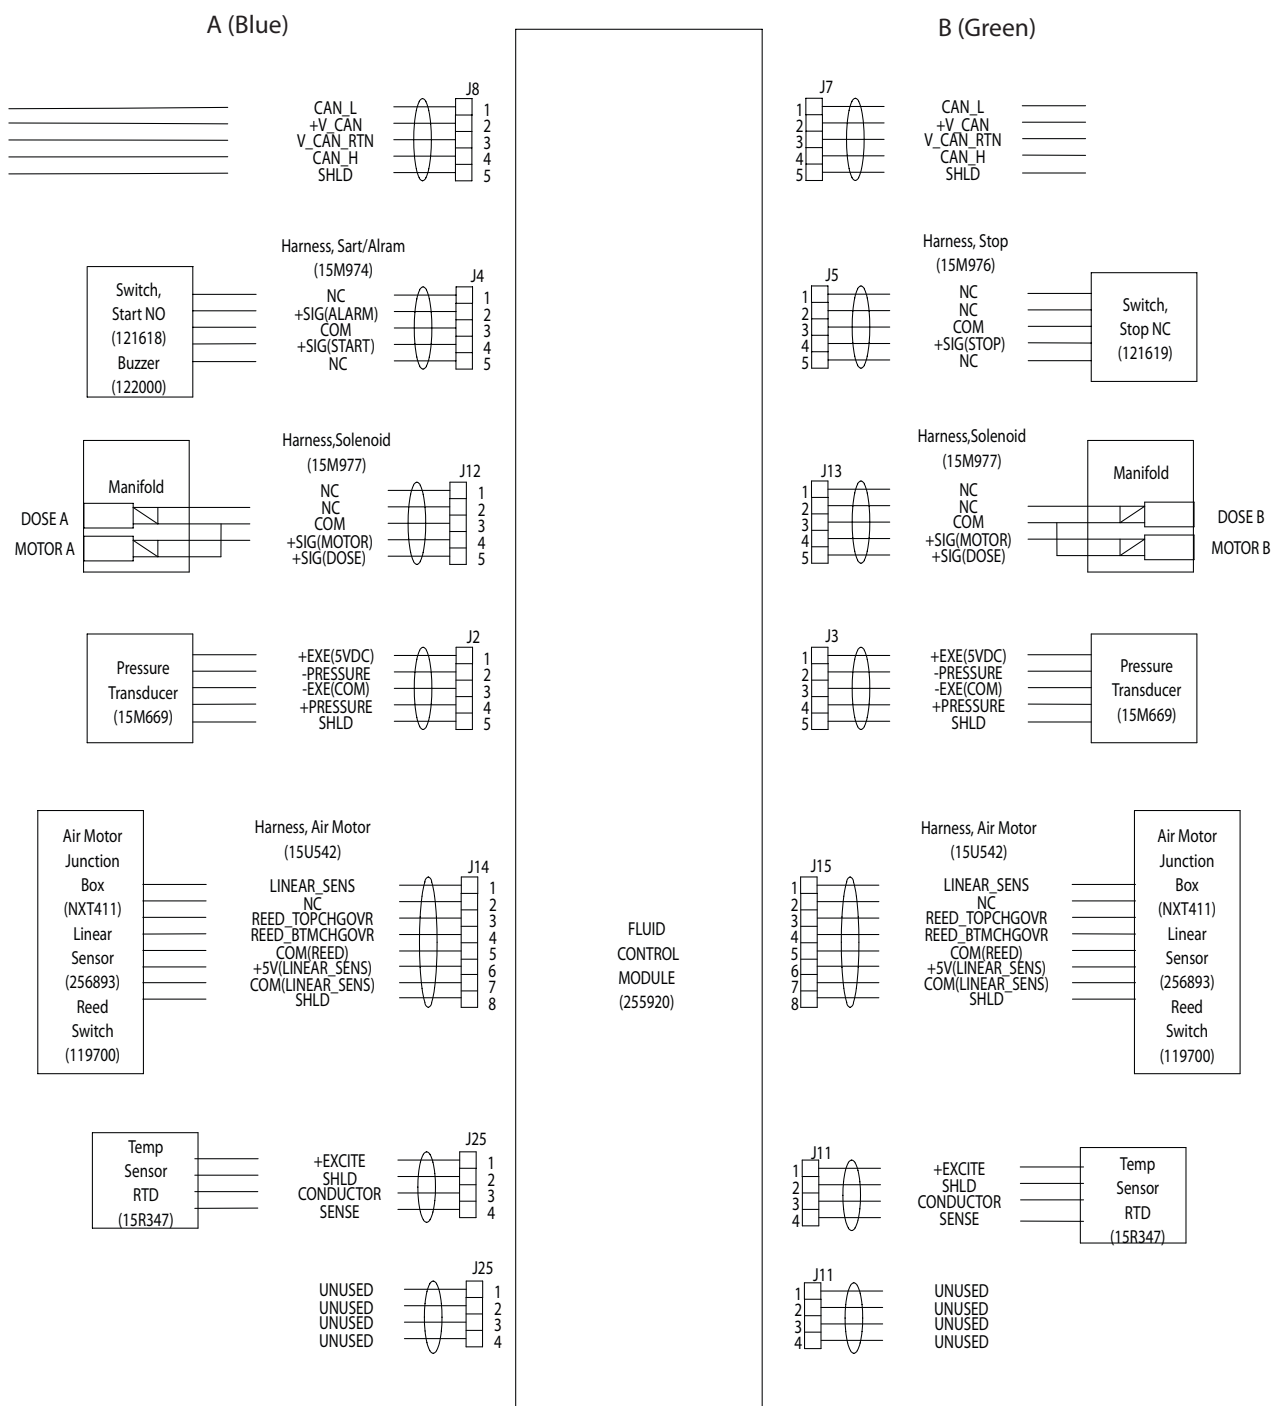 A (Blue)
B (Green)
J8
CAN_L 1
+V_CAN 2
V_CAN_RTN 3
CAN_H 4
SHLD 5
J7
1 CAN_L
2 +V_CAN
3 V_CAN_RTN
4 CAN_H
5 SHLD
Harness, Sart/Alram
(15M974)
J4
Switch,
Start NO
(121618)
Buzzer
(122000)
NC 1
+SIG(ALARM) 2
COM 3
+SIG(START) 4
NC 5
Harness, Stop
(15M976)
J5
1 NC
2 NC
3 COM
4 +SIG(STOP)
5 NC
Switch,
Stop NC
(121619)
Harness,Solenoid
(15M977)
J12
Manifold
DOSE A
MOTOR A
NC 1
NC 2
COM 3
+SIG(MOTOR) 4
+SIG(DOSE) 5
Harness,Solenoid
(15M977)
J13
1 NC
2 NC
3 COM
4 +SIG(MOTOR)
5 +SIG(DOSE)
Manifold
DOSE B
MOTOR B
J2
Pressure
Transducer
(15M669)
+EXE(5VDC) 1
-PRESSURE 2
-EXE(COM) 3
+PRESSURE 4
SHLD 5
J3
1 +EXE(5VDC)
2 -PRESSURE
3 -EXE(COM)
4 +PRESSURE
5 SHLD
Pressure
Transducer
(15M669)
Air Motor
Junction
Box
(NXT411)
Linear
Sensor
(256893)
Reed
Switch
(119700)
Harness, Air Motor
(15U542)
J14
LINEAR_SENS 1
NC 2
REED_TOPCHGOVR 3
REED_BTMCHGOVR 4
COM(REED) 5
+5V(LINEAR_SENS) 6
COM(LINEAR_SENS) 7
SHLD 8
FLUID
CONTROL
MODULE
(255920)
Harness, Air Motor
(15U542)
J15
1 LINEAR_SENS
2 NC
3 REED_TOPCHGOVR
4 REED_BTMCHGOVR
5 COM(REED)
6 +5V(LINEAR_SENS)
7 COM(LINEAR_SENS)
8 SHLD
Air Motor
Junction
Box
(NXT411)
Linear
Sensor
(256893)
Reed
Switch
(119700)
Temp
Sensor
RTD
(15R347)
J25
+EXCITE 1
SHLD 2
CONDUCTOR 3
SENSE 4
J11
1 +EXCITE
2 SHLD
3 CONDUCTOR
4 SENSE
Temp
Sensor
RTD
(15R347)
J25
UNUSED 1
UNUSED 2
UNUSED 3
UNUSED 4
J11
1 UNUSED
2 UNUSED
3 UNUSED
4 UNUSED